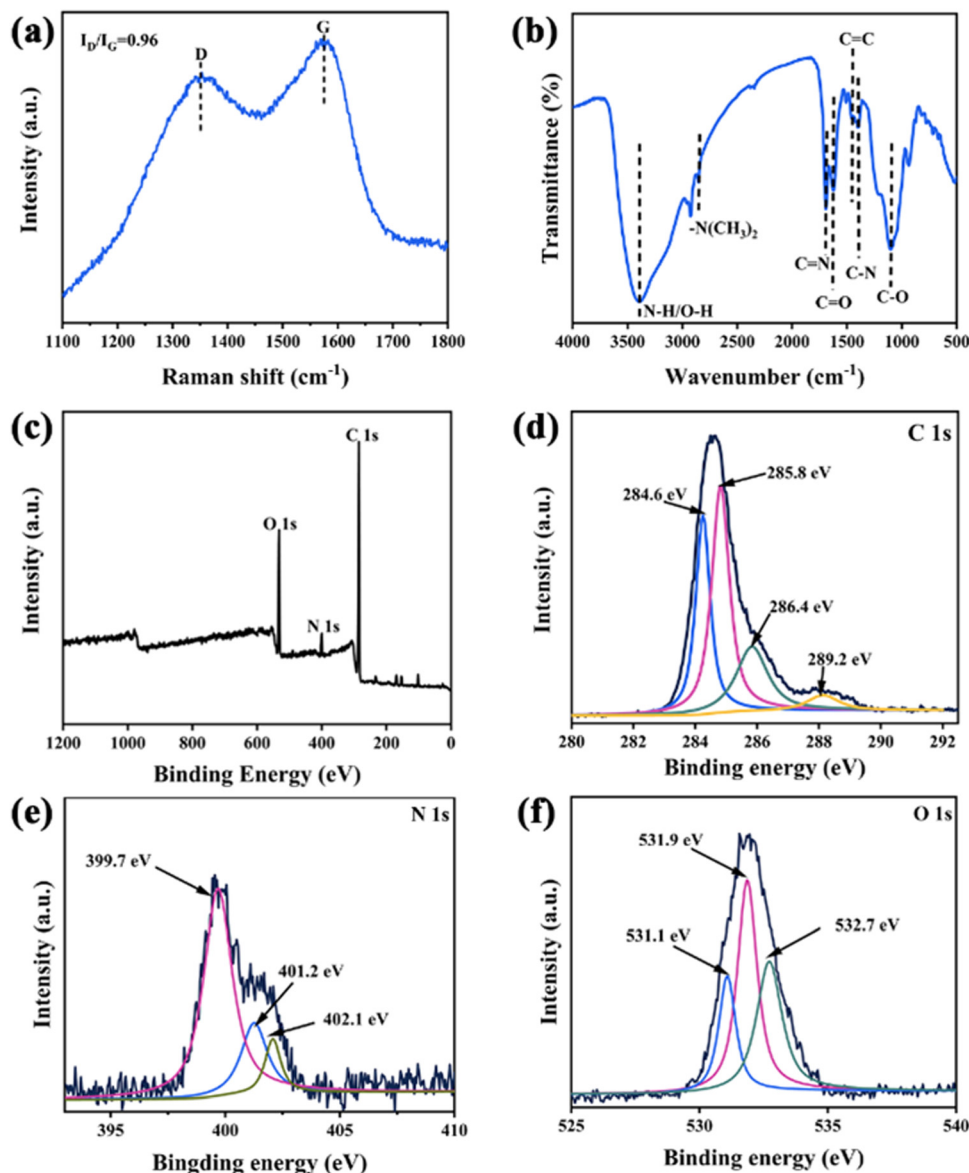 (a)
I_D/I_G=0.96
D
G
Intensity (a.u.)
1100 1200 1300 1400 1500 1600 1700 1800
Raman shift (cm⁻¹)
(b)
C=C
Transmittance (%)
-N(CH₃)₂
C=N
C-N
C=O
C-O
N-H/O-H
4000 3500 3000 2500 2000 1500 1000 500
Wavenumber (cm⁻¹)
(c)
C 1s
O 1s
N 1s
Intensity (a.u.)
1200 1000 800 600 400 200 0
Binding Energy (eV)
(d)
C 1s
285.8 eV
284.6 eV
286.4 eV
289.2 eV
Intensity (a.u.)
280 282 284 286 288 290 292
Binding energy (eV)
(e)
N 1s
399.7 eV
401.2 eV
402.1 eV
Intensity (a.u.)
395 400 405 410
Bingding energy (eV)
(f)
O 1s
531.9 eV
531.1 eV
532.7 eV
Intensity (a.u.)
525 530 535 540
Binding energy (eV)